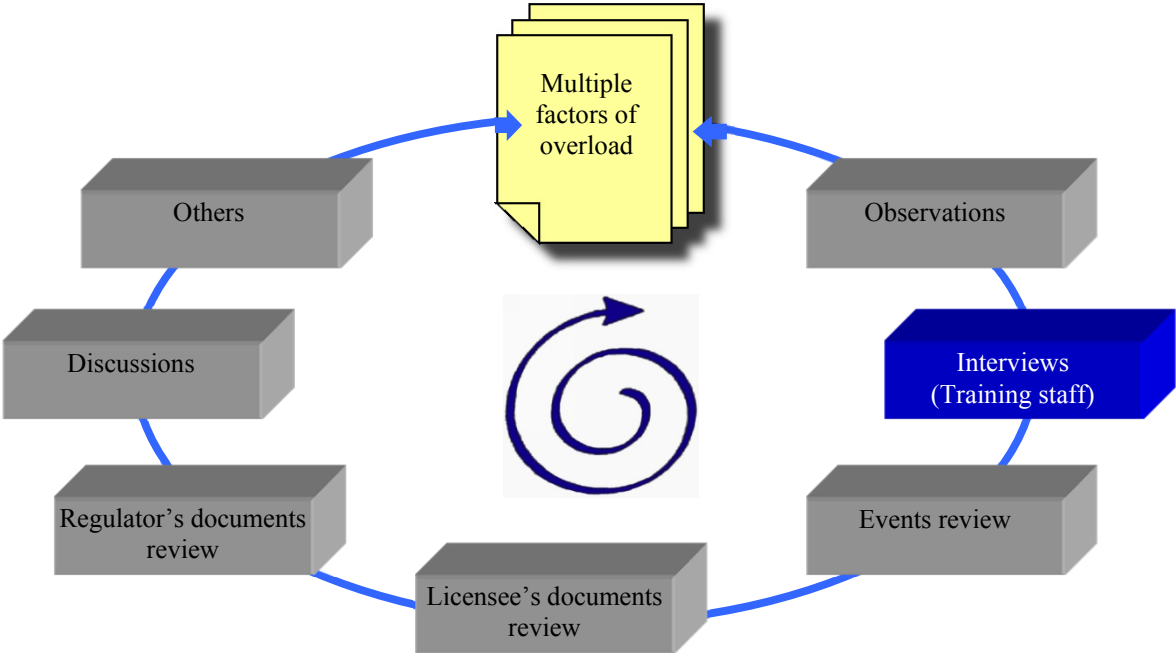 Multiple
factors of
overload
Others
Observations
Discussions
Interviews
(Training staff)
Regulator’s documents
review
Events review
Licensee’s documents
review